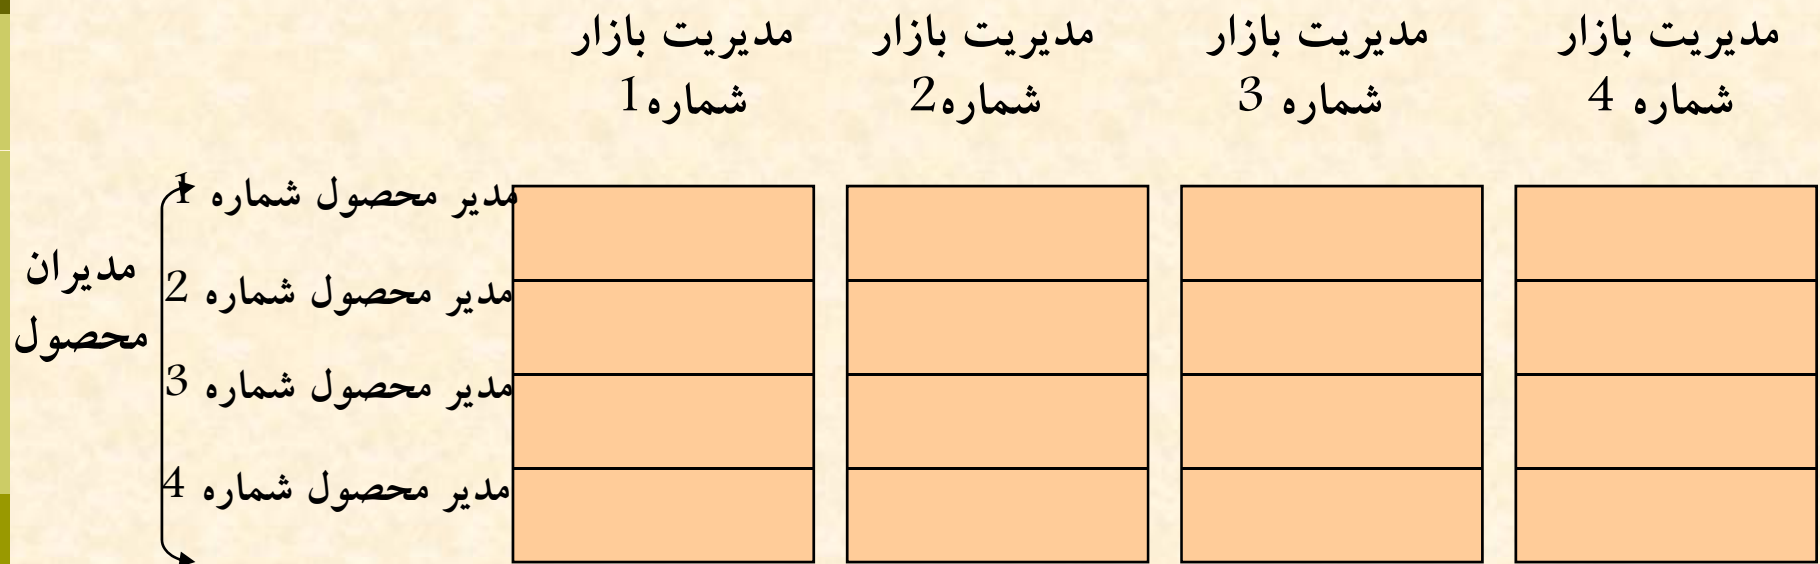 مدیریت بازار
شماره1
مدیریت بازار
شماره2
مدیریت بازار
شماره 3
مدیریت بازار
شماره 4
مدیران
محصول
مدیر محصول شماره 1
مدیر محصول شماره 2
مدیر محصول شماره 3
مدیر محصول شماره 4